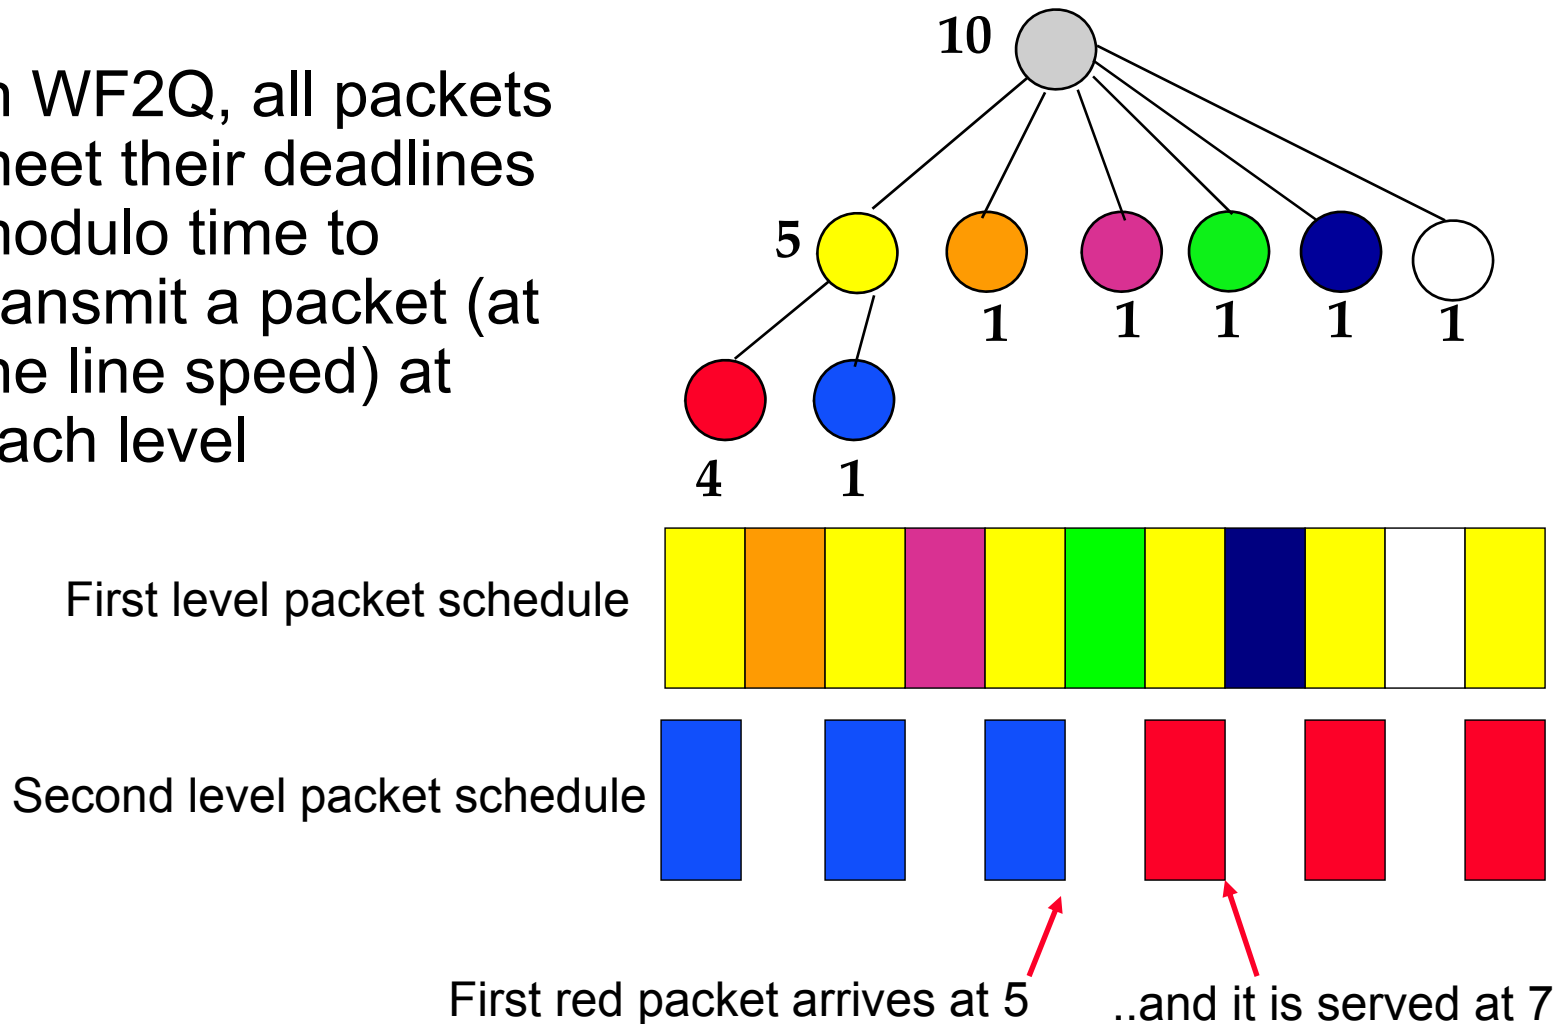 n WF2Q, all packets
neet their deadlines
nodulo time to
ansmit a packet (at
ne line speed) at
ach level
10
5
1 1 1 1 1
4 1
First level packet schedule
Second level packet schedule
First red packet arrives at 5
..and it is served at 7